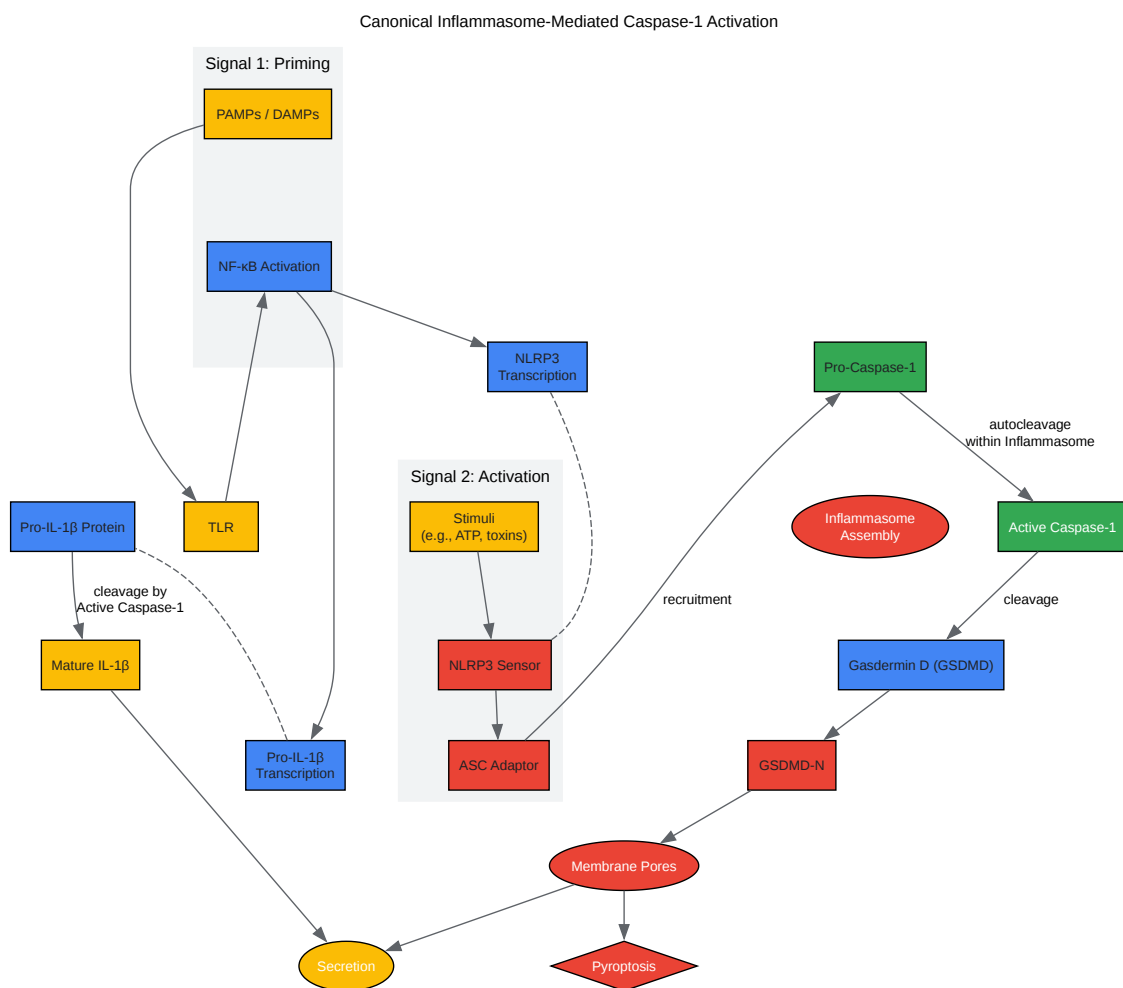 Canonical Inflammasome-Mediated Caspase-1 Activation
Signal 1: Priming
PAMPs / DAMPs
NF-κB Activation
NLRP3
Transcription
Pro-Caspase-1
autocleavage
within Inflammasome
Signal 2: Activation
Pro-IL-1β Protein
TLR
Stimuli
(e.g., ATP, toxins)
Inflammasome
Assembly
Active Caspase-1
cleavage by
Active Caspase-1
recruitment
cleavage
Mature IL-1β
NLRP3 Sensor
Gasdermin D (GSDMD)
Pro-IL-1β
Transcription
ASC Adaptor
GSDMD-N
Membrane Pores
Secretion
Pyroptosis